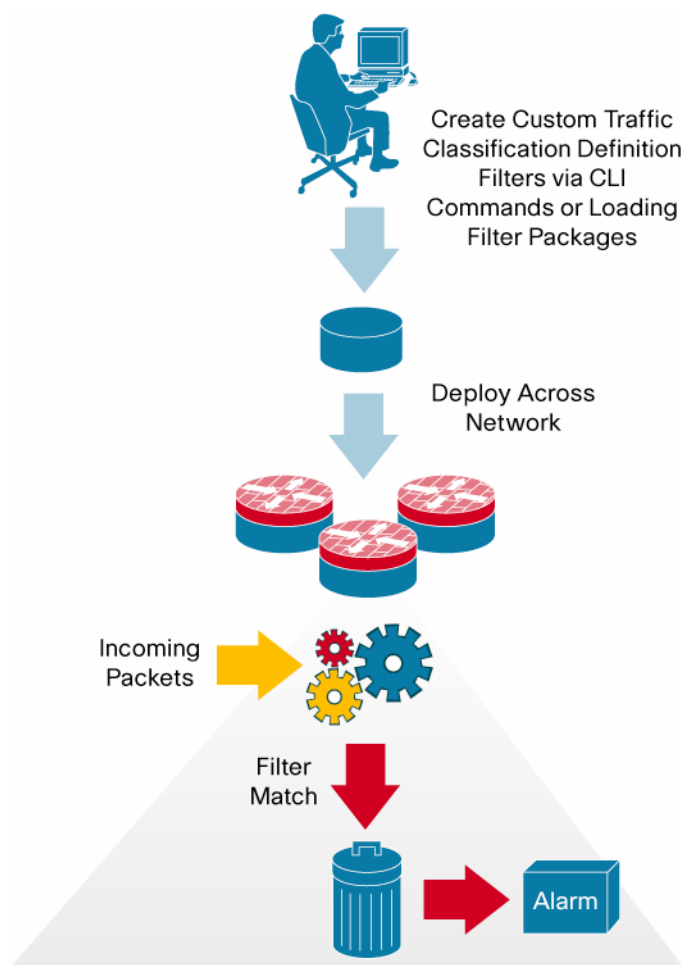 Create Custom Traffic
Classification Definition
Filters via CLI
Commands or Loading
Filter Packages
Deploy Across
Network
Incoming
Packets
Filter
Match
Alarm